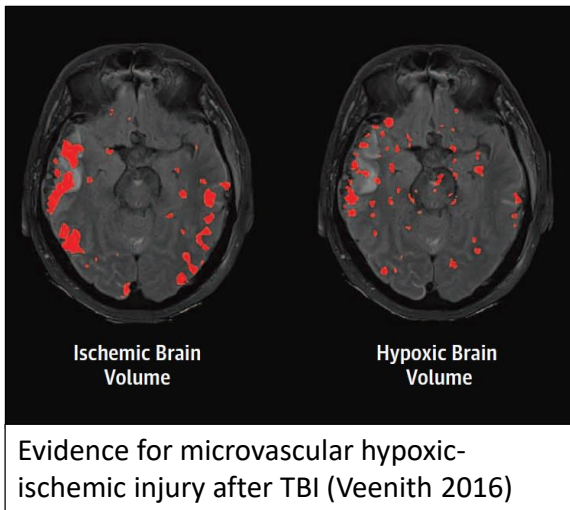 Ischemic Brain
Volume
Hypoxic Brain
Volume
Evidence for microvascular hypoxic-
ischemic injury after TBI (Veenith 2016)